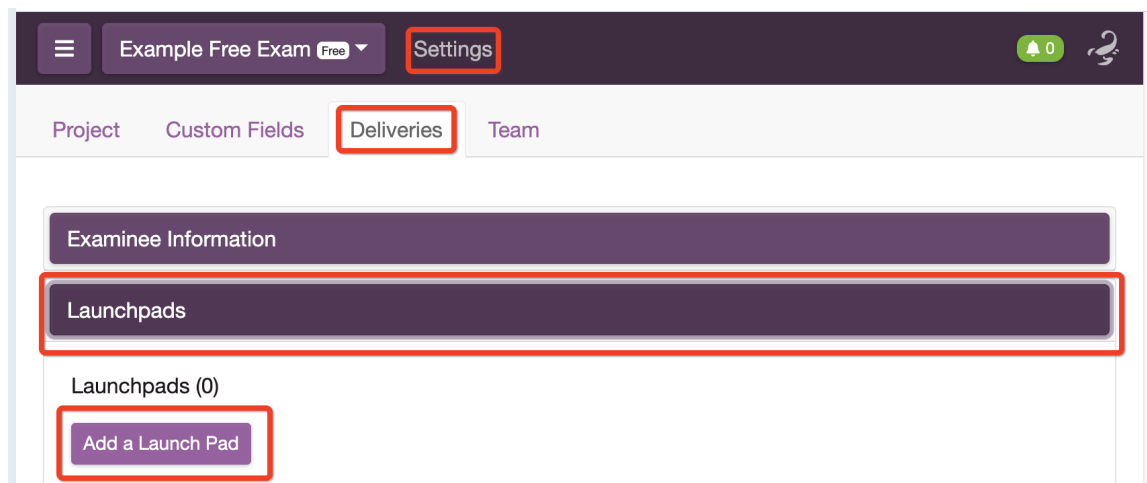 Example Free Exam Free Settings 0
Project Custom Fields Deliveries Team
Examinee Information
Launchpads
Launchpads (0)
Add a Launch Pad